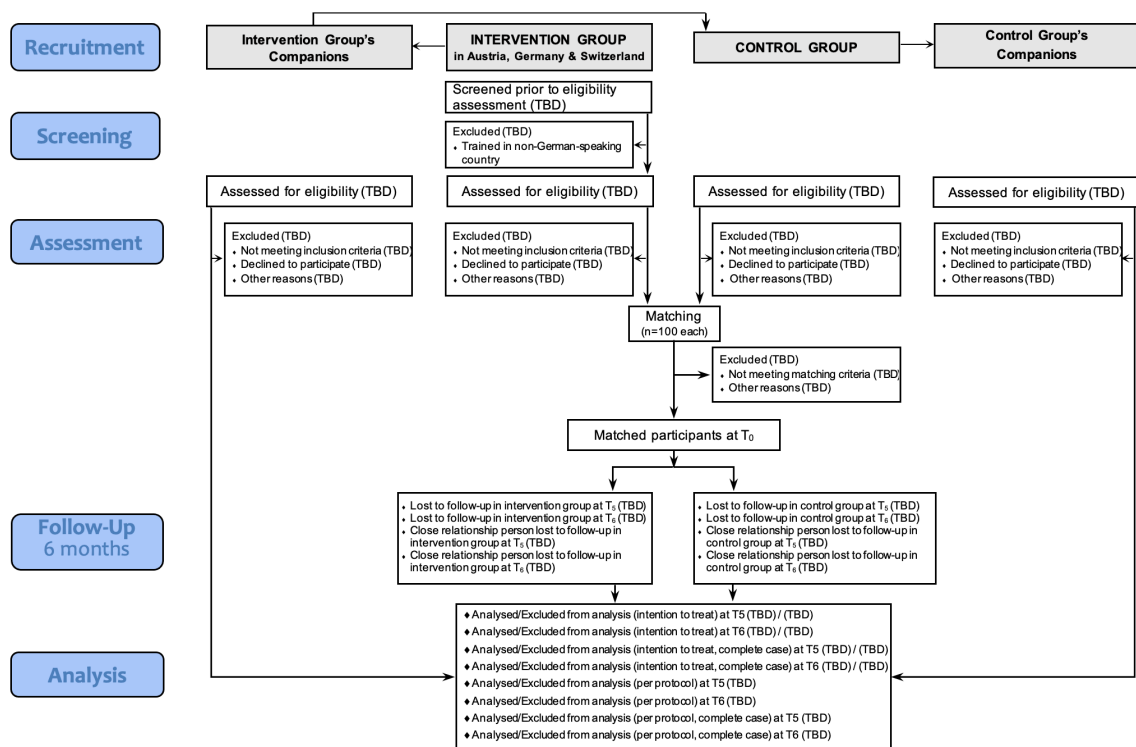 Recruitment
Intervention Group's
Companions
INTERVENTION GROUP
in Austria, Germany & Switzerland
CONTROL GROUP
Control Group's
Companions
Screening
Screened prior to eligibility
assessment (TBD)
Excluded (TBD)
⬧ Trained in non-German-speaking
country
Assessment
Assessed for eligibility (TBD)
Assessed for eligibility (TBD)
Assessed for eligibility (TBD)
Assessed for eligibility (TBD)
Excluded (TBD)
⬧ Not meeting inclusion criteria (TBD)
⬧ Declined to participate (TBD)
⬧ Other reasons (TBD)
Excluded (TBD)
⬧ Not meeting inclusion criteria (TBD)
⬧ Declined to participate (TBD)
⬧ Other reasons (TBD)
Excluded (TBD)
⬧ Not meeting inclusion criteria (TBD)
⬧ Declined to participate (TBD)
⬧ Other reasons (TBD)
Excluded (TBD)
⬧ Not meeting inclusion criteria (TBD)
⬧ Declined to participate (TBD)
⬧ Other reasons (TBD)
Matching
(n=100 each)
Excluded (TBD)
⬧ Not meeting matching criteria (TBD)
⬧ Other reasons (TBD)
Matched participants at T₀
Follow-Up
6 months
⬧ Lost to follow-up in intervention group at T₅ (TBD)
⬧ Lost to follow-up in intervention group at T₆ (TBD)
⬧ Close relationship person lost to follow-up in
intervention group at T₅ (TBD)
⬧ Close relationship person lost to follow-up in
intervention group at T₆ (TBD)
⬧ Lost to follow-up in control group at T₅ (TBD)
⬧ Lost to follow-up in control group at T₆ (TBD)
⬧ Close relationship person lost to follow-up in
control group at T₅ (TBD)
⬧ Close relationship person lost to follow-up in
control group at T₆ (TBD)
Analysis
♦ Analysed/Excluded from analysis (intention to treat) at T5 (TBD) / (TBD)
♦ Analysed/Excluded from analysis (intention to treat) at T6 (TBD) / (TBD)
♦ Analysed/Excluded from analysis (intention to treat, complete case) at T5 (TBD) / (TBD)
♦ Analysed/Excluded from analysis (intention to treat, complete case) at T6 (TBD) / (TBD)
♦ Analysed/Excluded from analysis (per protocol) at T5 (TBD)
♦ Analysed/Excluded from analysis (per protocol) at T6 (TBD)
♦ Analysed/Excluded from analysis (per protocol, complete case) at T5 (TBD)
♦ Analysed/Excluded from analysis (per protocol, complete case) at T6 (TBD)